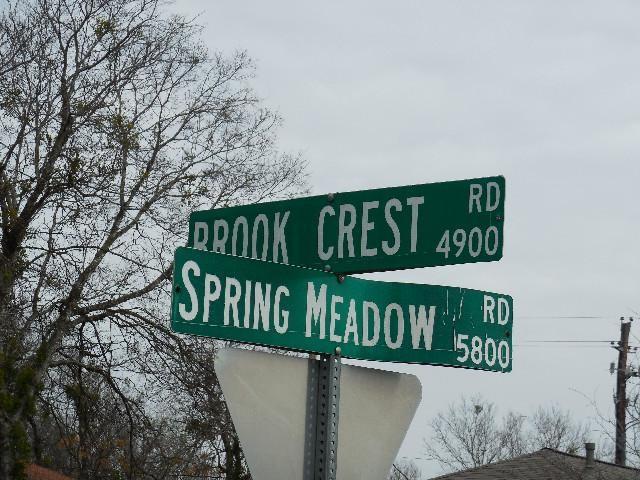 BROOK CREST RD
4900
SPRING MEADOW RD
5800